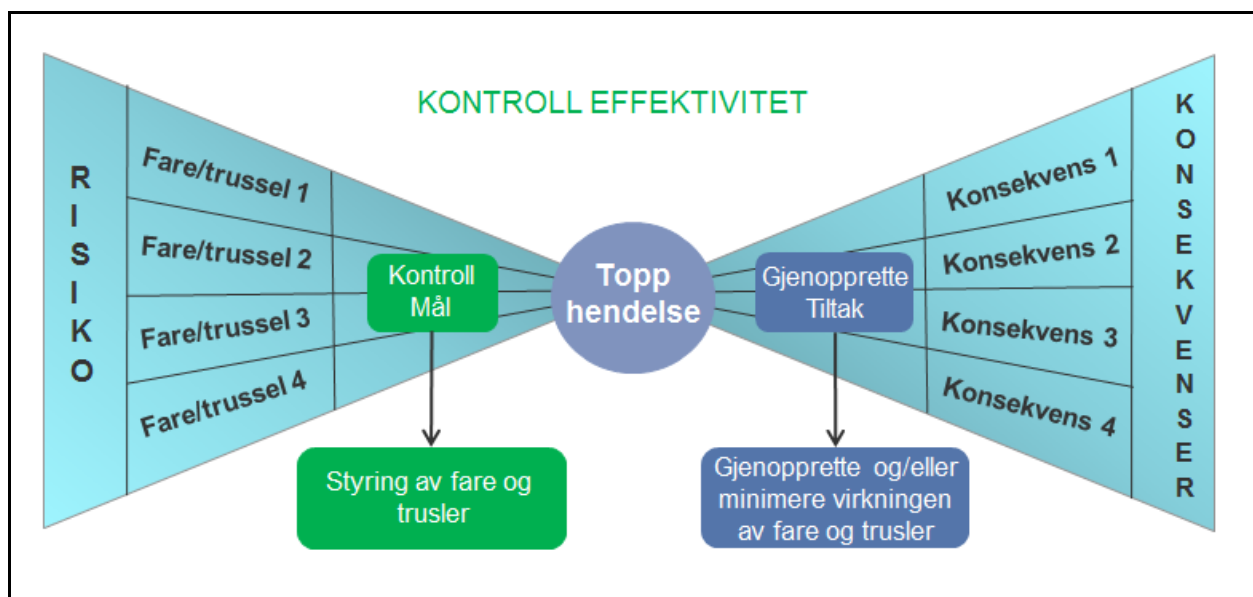 KONTROLL EFFEKTIVITET
RISIKO
Fare/trussel 1
Fare/trussel 2
Fare/trussel 3
Fare/trussel 4
Kontroll
Mål
Styring av fare og
trusler
Topp
hendelse
Gjenopprette
Tiltak
Gjenopprette og/eller
minimere virkningen
av fare og trusler
Konsekvens 1
Konsekvens 2
Konsekvens 3
Konsekvens 4
KONSEKVENSER